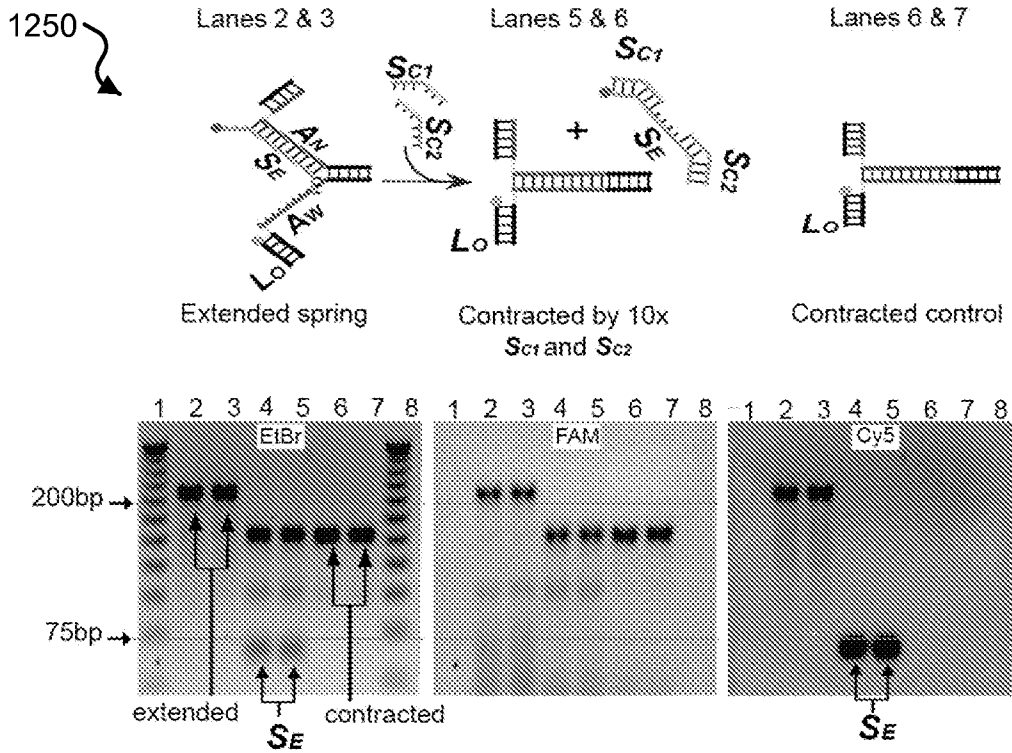 1250
Lanes 2 & 3
Lanes 5 & 6
Lanes 6 & 7
SC1
SC2
AN
SE
AW
LO
+
SC1
SE
SC2
LO
LO
Extended spring
Contracted by 10x
SC1 and SC2
Contracted control
1 2 3 4 5 6 7 8
1 2 3 4 5 6 7 8
1 2 3 4 5 6 7 8
EtBr
FAM
Cy5
200bp
75bp
extended
SE
contracted
SE